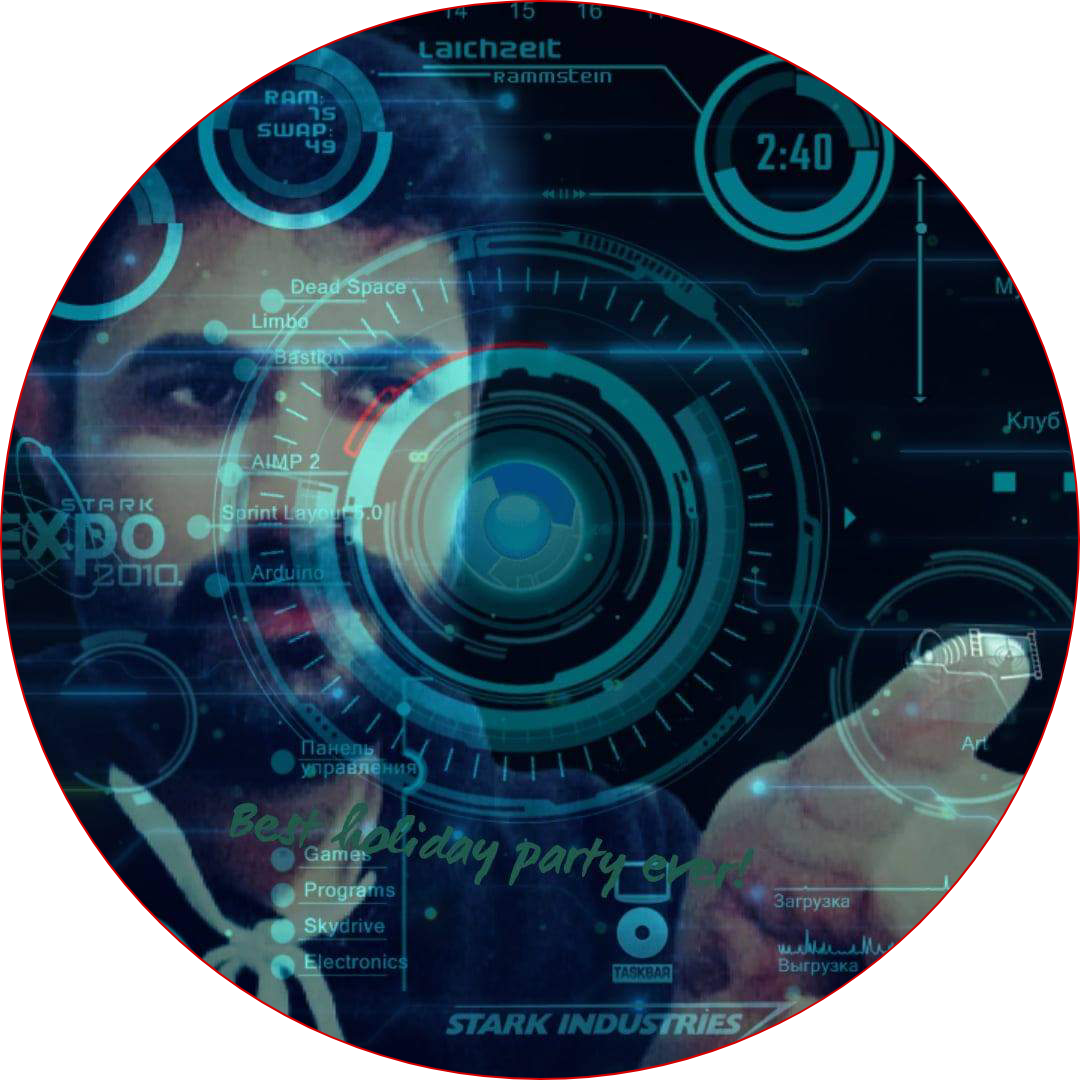 14 15 16
Laichzeit
Rammstein
RAM:
75
SWAP:
49
2:40
Dead Space
Limbo
Bastion
Клуб
AIMP 2
STARK
EXPO
2010.
Sprint Layout 5.0
Arduino
Art
Панель
управления
Best holiday party ever!
Games
Programs
Загрузка
Skydrive
Electronics
Выгрузка
TASKBAR
STARK INDUSTRIES